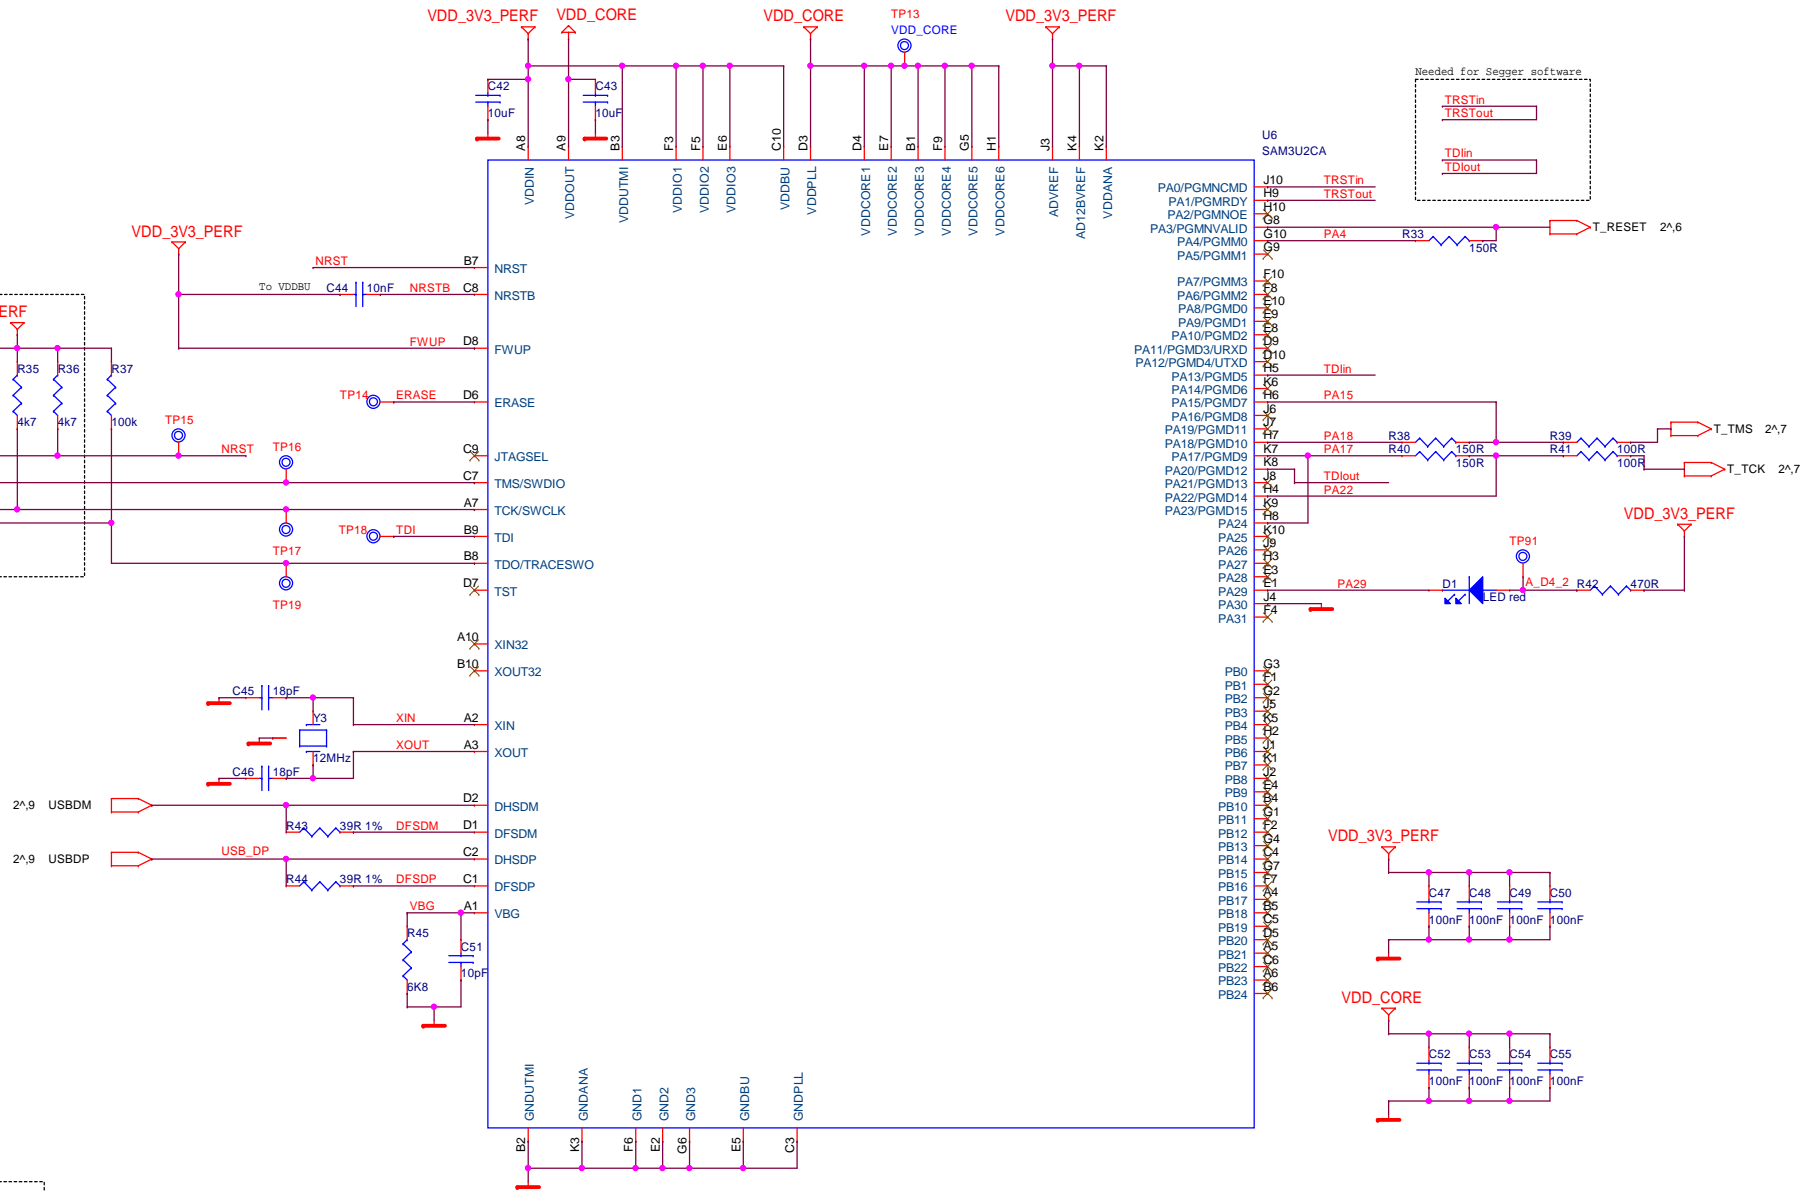 VDD_3V3_PERF VDD_CORE VDD_CORE TP13 VDD_3V3_PERF
VDD_CORE
Needed for Segger software
TRSTin
TRSTout
TDIin
TDIout
C42
10uF
C43
10uF
A8 A9 B3 F3 F5 E6 C10 D3 D4 E7 B1 F9 G5 H1 J3 K4 K2
U6
SAM3U2CA
VDDIN VDDOUT VDDUTMI VDDIO1 VDDIO2 VDDIO3 VDDBU VDDPLL VDDCORE1 VDDCORE2 VDDCORE3 VDDCORE4 VDDCORE5 VDDCORE6 ADVREF AD12BVREF VDDANA
VDD_3V3_PERF
NRST B7 NRST
To VDDBU C44 10nF NRSTB C8 NRSTB
FWUP D8 FWUP
TP14 ERASE D6 ERASE
ERF
R35
4k7
R36
4k7
R37
100k
TP15
NRST
TP16
C9 JTAGSEL
C7 TMS/SWDIO
A7 TCK/SWCLK
TP17
TP18 TDI B9 TDI
B8 TDO/TRACESWO
TP19
D7 TST
A10 XIN32
B10 XOUT32
C45 18pF
Y3
12MHz
XIN A2 XIN
XOUT A3 XOUT
C46 18pF
2^,9 USBDM D2 DHSDM
R43 39R 1% DFSDM D1 DFSDM
2^,9 USBDP USB_DP C2 DHSDP
R44 39R 1% DFSDP C1 DFSDP
VBG A1 VBG
R45
6K8
C51
10pF
PA0/PGMNCMD J10 TRSTin
PA1/PGMRDY H9 TRSTout
PA2/PGMNOE H10
PA3/PGMNVALID G8 T_RESET 2^,6
PA4/PGMM0 G10 PA4 R33 150R
PA5/PGMM1 G9
PA7/PGMM3 F10
PA6/PGMM2 F8
PA8/PGMD0 E10
PA9/PGMD1 E9
PA10/PGMD2 E8
PA11/PGMD3/URXD D9
PA12/PGMD4/UTXD D10
PA13/PGMD5 H5 TDIin
PA14/PGMD6 K6
PA15/PGMD7 H6 PA15
PA16/PGMD8 J6
PA19/PGMD11 J7
PA18/PGMD10 H7 PA18 R38 150R R39 100R T_TMS 2^,7
PA17/PGMD9 K7 PA17 R40 150R R41 100R T_TCK 2^,7
PA20/PGMD12 K8
PA21/PGMD13 J8 TDIout
PA22/PGMD14 H4 PA22
PA23/PGMD15 K9
PA24 H8
PA25 K10
PA26 J9
PA27 H3
PA28 E3
PA29 E1 PA29 D1 LED red A_D4_2 R42 470R
TP91
VDD_3V3_PERF
PA30 J4
PA31 F4
PB0 G3
PB1 F1
PB2 G2
PB3 J5
PB4 K5
PB5 H2
PB6 J1
PB7 K1
PB8 J2
PB9 E4
PB10 B4
PB11 G1
PB12 F2
PB13 G4
PB14 C4
PB15 G7
PB16 F7
PB17 A4
PB18 B5
PB19 C5
PB20 D5
PB21 A5
PB22 C6
PB23 A6
PB24 B6
VDD_3V3_PERF
C47 C48 C49 C50
100nF 100nF 100nF 100nF
VDD_CORE
C52 C53 C54 C55
100nF 100nF 100nF 100nF
GNDUTMI GNDANA GND1 GND2 GND3 GNDBU GNDPLL
B2 K3 F6 E2 G6 E5 C3